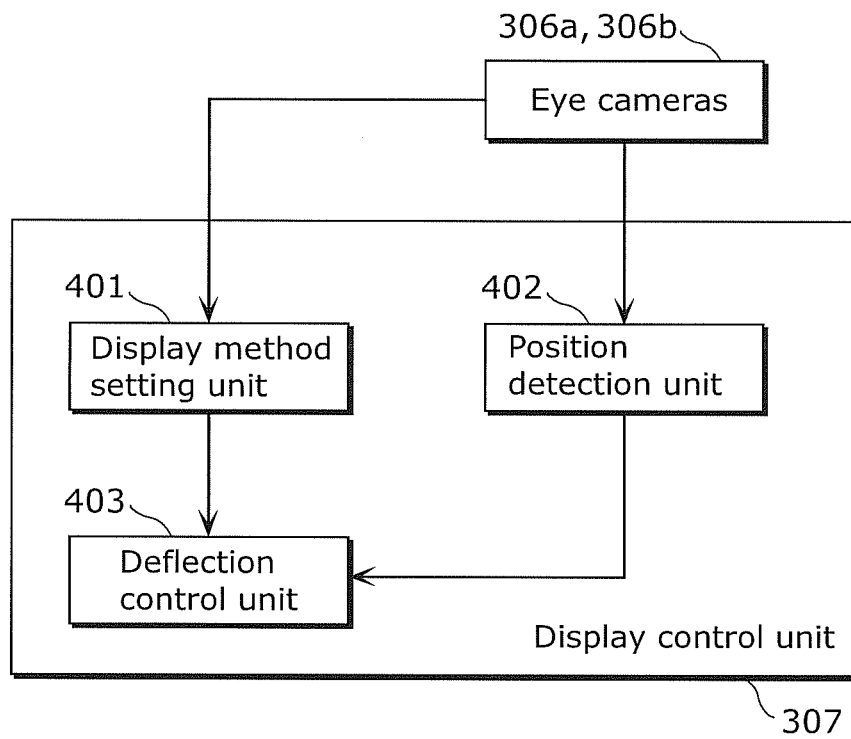 306a, 306b
Eye cameras
401
Display method
setting unit
402
Position
detection unit
403
Deflection
control unit
Display control unit
307